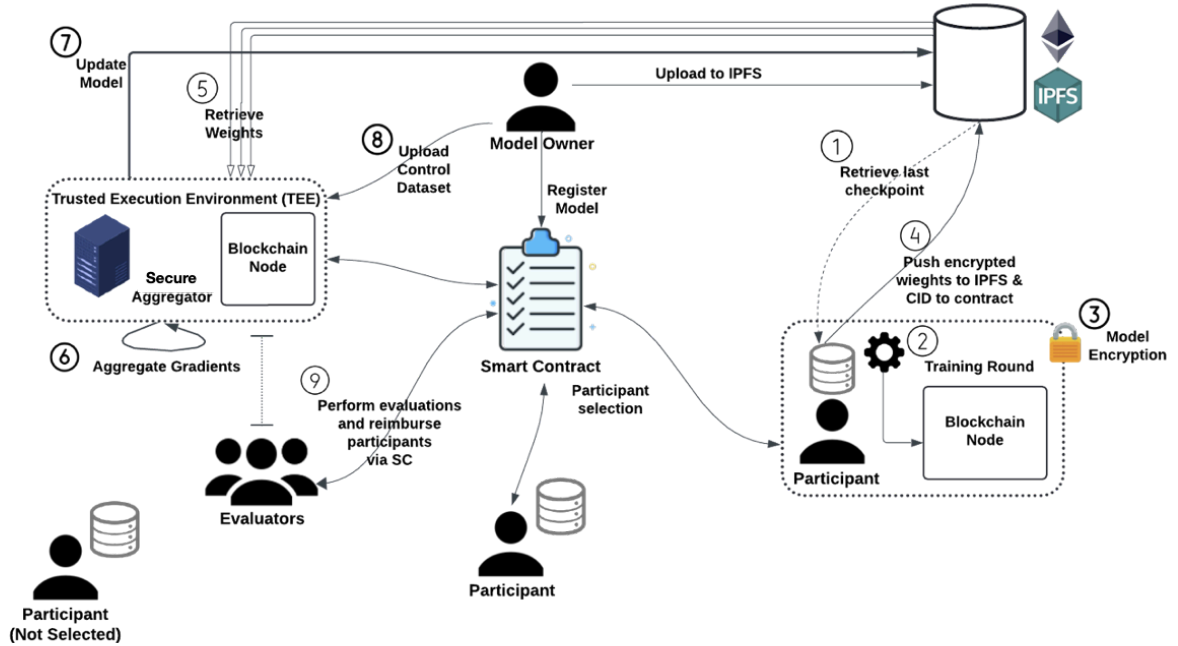 7
Update
Model
5
Retrieve
Weights
Upload to IPFS
IPFS
Model Owner
8
Upload
Control
Dataset
Register
Model
1
Retrieve last
checkpoint
4
Push encrypted
wieghts to IPFS &
CID to contract
Trusted Execution Environment (TEE)
Blockchain
Node
Secure
Aggregator
6
Aggregate Gradients
Smart Contract
Participant
selection
9
Perform evaluations
and reimburse
participants
via SC
Evaluators
3
Model
Encryption
2
Training Round
Blockchain
Node
Participant
Participant
Participant
(Not Selected)